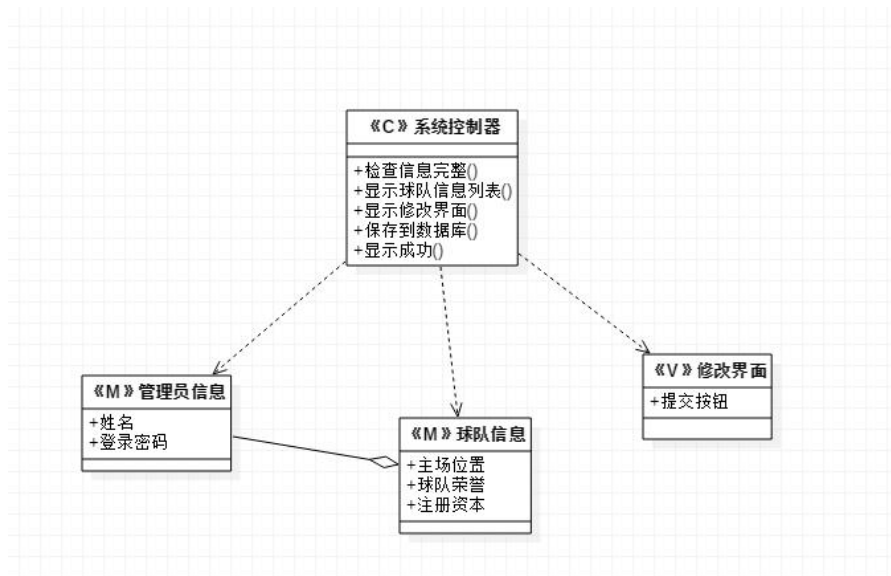 《C》系统控制器
+检查信息完整()
+显示球队信息列表()
+显示修改界面()
+保存到数据库()
+显示成功()
《M》管理员信息
+姓名
+登录密码
《M》球队信息
+主场位置
+球队荣誉
+注册资本
《V》修改界面
+提交按钮